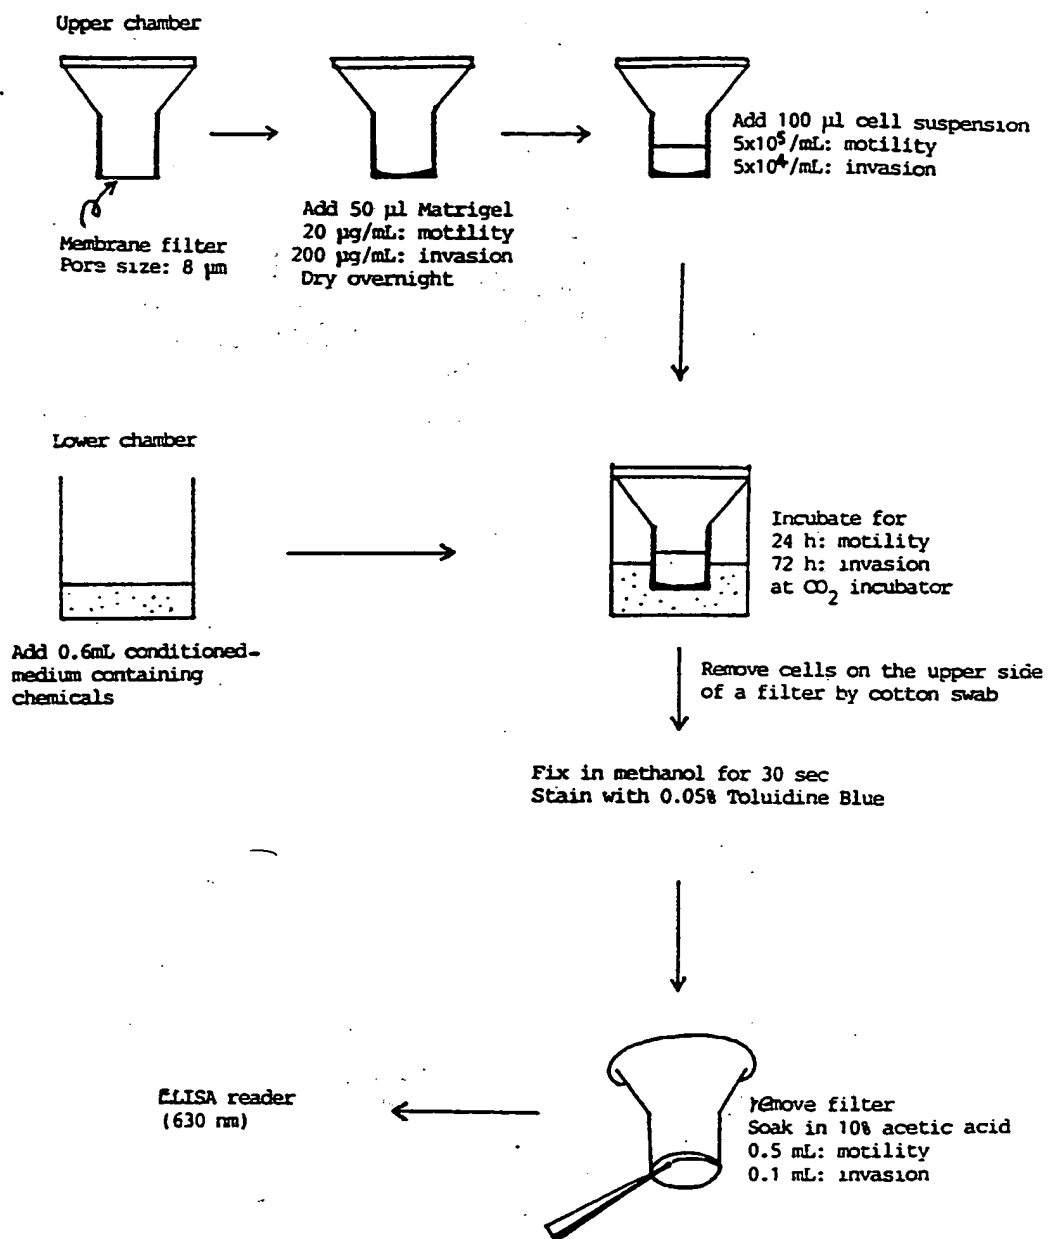 Upper chamber
Membrane filter
Pore size: 8 µm
Add 50 µl Matrigel
20 µg/mL: motility
200 µg/mL: invasion
Dry overnight
Add 100 µl cell suspension
5x10⁵/mL: motility
5x10⁴/mL: invasion
Lower chamber
Add 0.6mL conditioned-
medium containing
chemicals
Incubate for
24 h: motility
72 h: invasion
at CO₂ incubator
Remove cells on the upper side
of a filter by cotton swab
Fix in methanol for 30 sec
Stain with 0.05% Toluidine Blue
remove filter
Soak in 10% acetic acid
0.5 mL: motility
0.1 mL: invasion
ELISA reader
(630 nm)